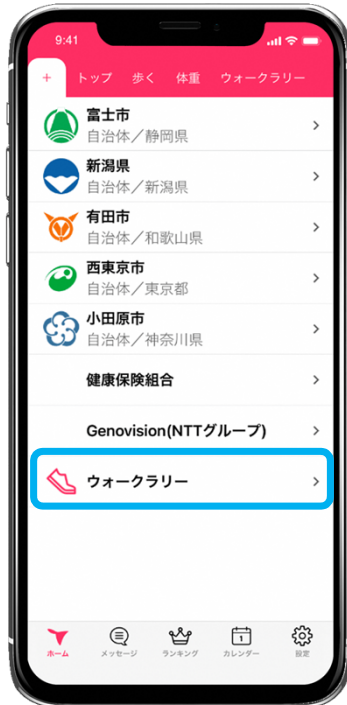 9:41
+ トップ 歩く 体重 ウォークラリー
富士市
自治体／静岡県
新潟県
自治体／新潟県
有田市
自治体／和歌山県
西東京市
自治体／東京都
小田原市
自治体／神奈川県
健康保険組合
Genovision(NTTグループ)
ウォークラリー
1
ホーム メッセージ ランキング カレンダー 設定